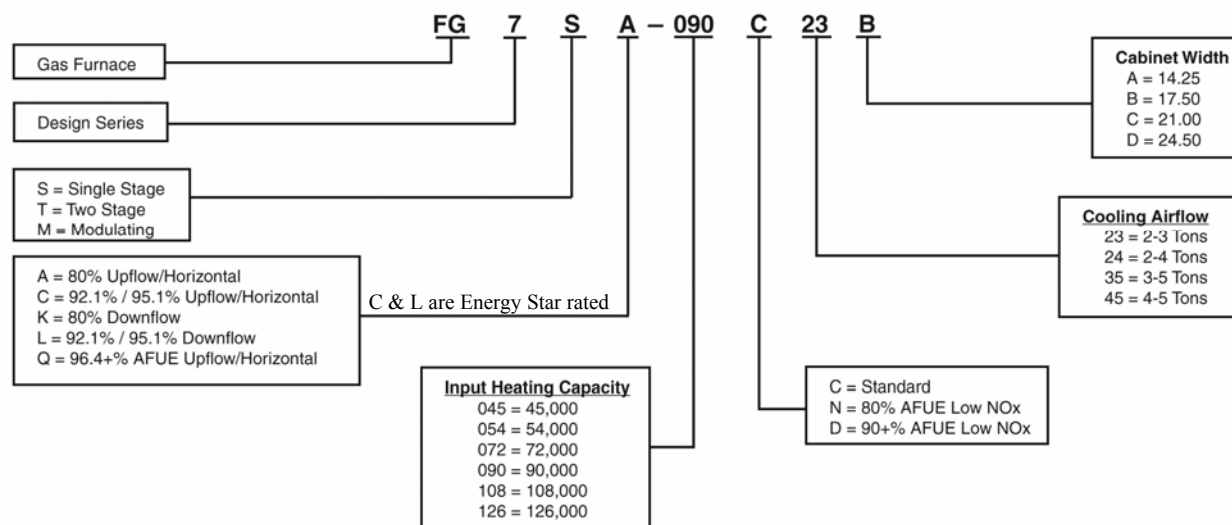 FG 7 S A – 090 C 23 B
Gas Furnace
Design Series
S = Single Stage
T = Two Stage
M = Modulating
A = 80% Upflow/Horizontal
C = 92.1% / 95.1% Upflow/Horizontal
K = 80% Downflow
L = 92.1% / 95.1% Downflow
Q = 96.4+% AFUE Upflow/Horizontal
C & L are Energy Star rated
Input Heating Capacity
045 = 45,000
054 = 54,000
072 = 72,000
090 = 90,000
108 = 108,000
126 = 126,000
C = Standard
N = 80% AFUE Low NOx
D = 90+% AFUE Low NOx
Cooling Airflow
23 = 2-3 Tons
24 = 2-4 Tons
35 = 3-5 Tons
45 = 4-5 Tons
Cabinet Width
A = 14.25
B = 17.50
C = 21.00
D = 24.50